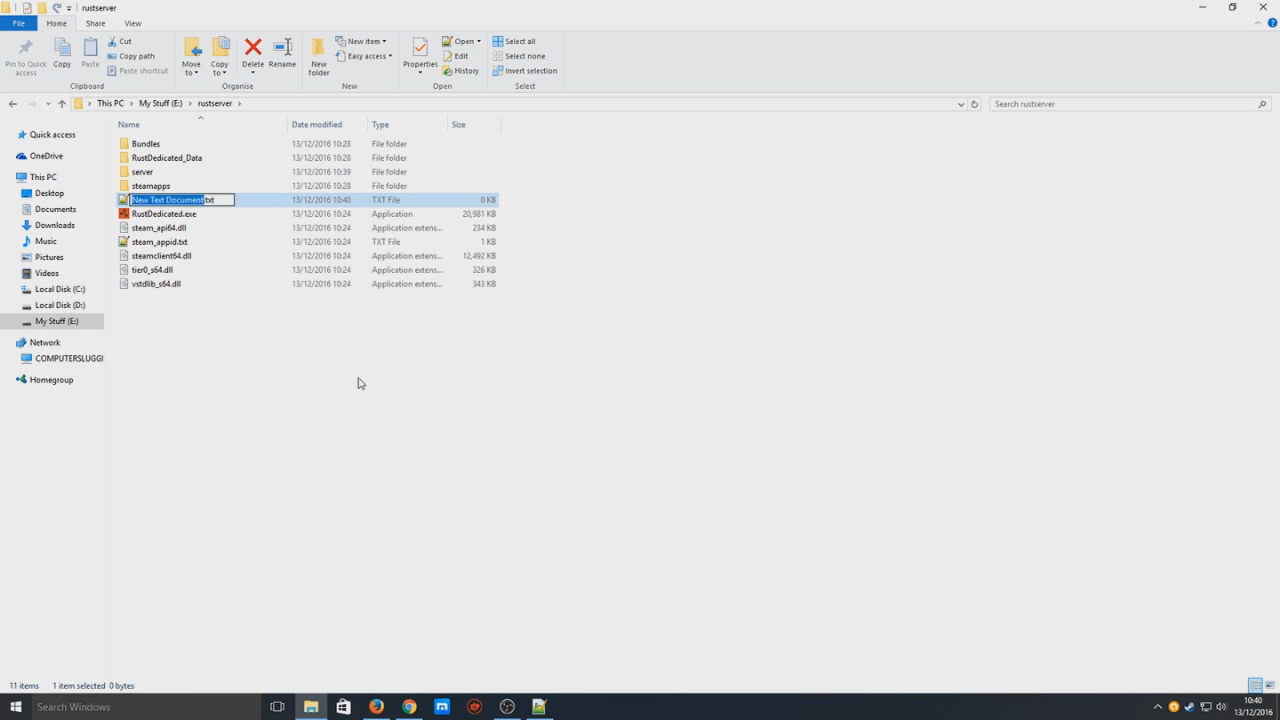 rustserver
File Home Share View
Pin to Quick access
Copy
Paste
Cut
Copy path
Paste shortcut
Clipboard
Move to
Copy to
Delete
Rename
Organise
New folder
New item
Easy access
New
Properties
Open
Edit
History
Open
Select all
Select none
Invert selection
Select
This PC My Stuff (E:) rustserver
Search rustserver
Name Date modified Type Size
Quick access
OneDrive
This PC
Desktop
Documents
Downloads
Music
Pictures
Videos
Local Disk (C:)
Local Disk (D:)
My Stuff (E:)
Network
COMPUTERSLUGGI
Homegroup
Bundles 13/12/2016 10:28 File folder
RustDedicated_Data 13/12/2016 10:28 File folder
server 13/12/2016 10:39 File folder
steamapps 13/12/2016 10:28 File folder
New Text Document.txt 13/12/2016 10:40 TXT File 0 KB
RustDedicated.exe 13/12/2016 10:24 Application 20,981 KB
steam_api64.dll 13/12/2016 10:24 Application extens... 234 KB
steam_appid.txt 13/12/2016 10:24 TXT File 1 KB
steamclient64.dll 13/12/2016 10:24 Application extens... 12,492 KB
tier0_s64.dll 13/12/2016 10:24 Application extens... 326 KB
vstdlib_s64.dll 13/12/2016 10:24 Application extens... 343 KB
11 items 1 item selected 0 bytes
Search Windows
10:40
13/12/2016